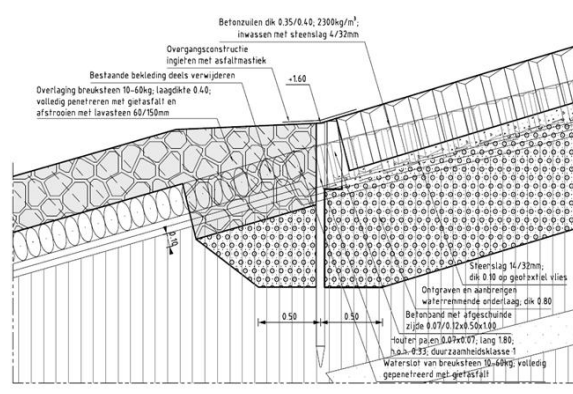 Betonzuilen dik 0.35/0.40; 2300kg/m³;
inwassen met steenslag 4/32mm
Overgangsconstructie
ingieten met asfaltmastiek
Bestaande bekleding deels verwijderen
+1.60
Overlaging breuksteen 10-60kg; laagdikte 0.40;
volledig penetreren met gietasfalt en
afstrooien met lavasteen 60/150mm
0.10
Steenslag 14/32mm;
dik 0.10 op geotextiel vlies
Ontgraven en aanbrengen
waterremmende onderlaag; dik 0.80
0.50
0.50
Betonband met afgeschuinde
zijde 0.07/0.12x0.50x1.00
Houten palen 0.07x0.07; lang 1.80;
h.o.h. 0.33; duurzaamheidsklasse 1
Waterslot van breuksteen 10-60kg; volledig
gepenetreerd met gietasfalt